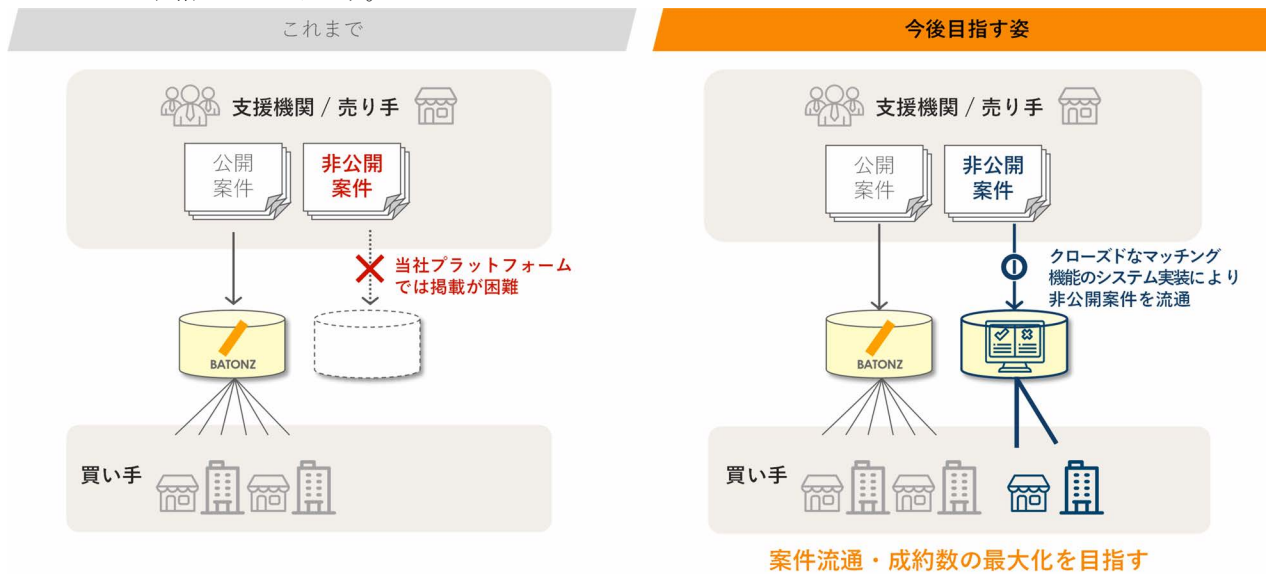 これまで
支援機関 / 売り手
公開
案件
非公開
案件
当社プラットフォーム
では掲載が困難
BATONZ
買い手
今後目指す姿
支援機関 / 売り手
公開
案件
非公開
案件
クローズドなマッチング
機能のシステム実装により
非公開案件を流通
BATONZ
買い手
案件流通・成約数の最大化を目指す